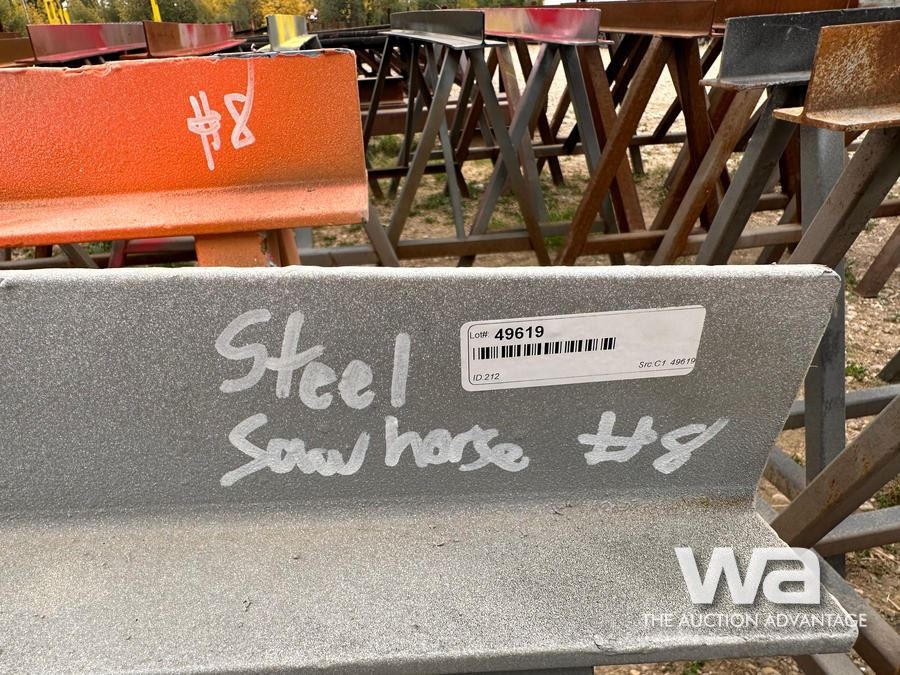 #8
Steel
Saw horse #8
Lot#: 49619
ID:212
Src:C1 49619
wa
THE AUCTION ADVANTAGE